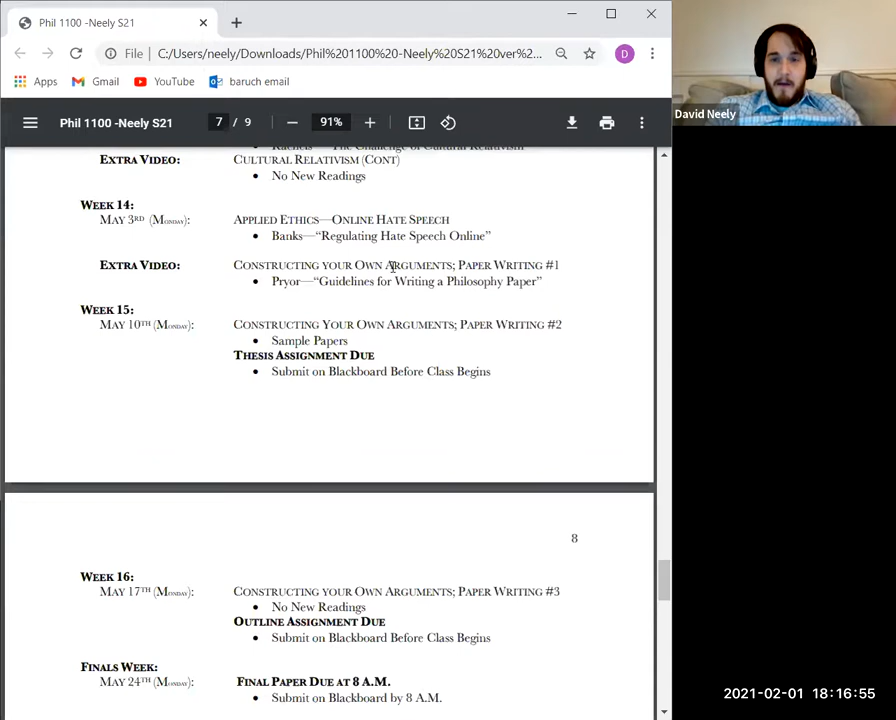 Phil 1100 -Neely S21
File
C:/Users/neely/Downloads/Phil%201100%20-Neely%20S21%20ver%2...
D
Apps
Gmail
YouTube
baruch email
Phil 1100 -Neely S21
7 / 9
91%
David Neely
Rachels—"The Challenge of Cultural Relativism"
EXTRA VIDEO: CULTURAL RELATIVISM (CONT)
• No New Readings
WEEK 14:
MAY 3RD (MONDAY): APPLIED ETHICS—ONLINE HATE SPEECH
• Banks—“Regulating Hate Speech Online”
EXTRA VIDEO: CONSTRUCTING YOUR OWN ARGUMENTS; PAPER WRITING #1
• Pryor—“Guidelines for Writing a Philosophy Paper”
WEEK 15:
MAY 10TH (MONDAY): CONSTRUCTING YOUR OWN ARGUMENTS; PAPER WRITING #2
• Sample Papers
THESIS ASSIGNMENT DUE
• Submit on Blackboard Before Class Begins
8
WEEK 16:
MAY 17TH (MONDAY): CONSTRUCTING YOUR OWN ARGUMENTS; PAPER WRITING #3
• No New Readings
OUTLINE ASSIGNMENT DUE
• Submit on Blackboard Before Class Begins
FINALS WEEK:
MAY 24TH (MONDAY): FINAL PAPER DUE AT 8 A.M.
• Submit on Blackboard by 8 A.M.
2021-02-01 18:16:55